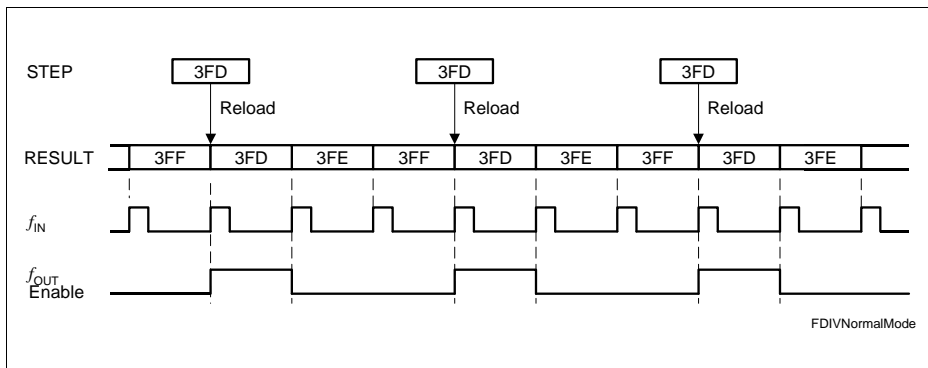 STEP 3FD 3FD 3FD
Reload Reload Reload
RESULT 3FF 3FD 3FE 3FF 3FD 3FE 3FF 3FD 3FE
fIN
fOUT
Enable
FDIVNormalMode